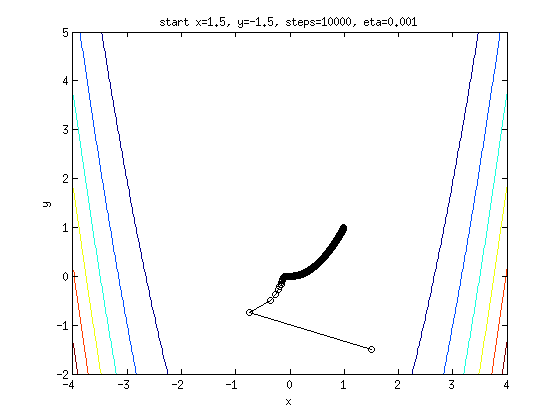 start x=1.5, y=-1.5, steps=10000, eta=0.001
5
4
3
2
1
0
-1
-2
y
-4 -3 -2 -1 0 1 2 3 4
x